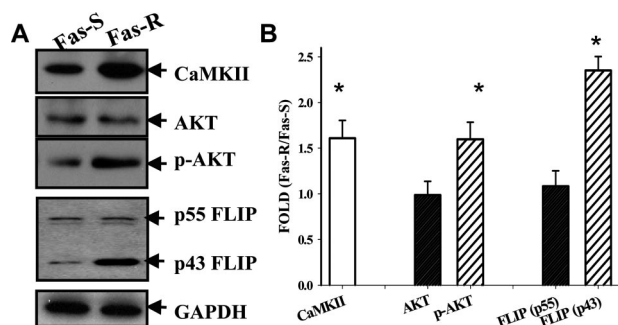 A
Fas-S Fas-R
CaMKII
AKT
p-AKT
p55 FLIP
p43 FLIP
GAPDH
B
FOLD (Fas-R/Fas-S)
2.5
2.0
1.5
1.0
0.5
0.0
* * *
CaMKII
AKT
P-AKT
FLIP (p55)
FLIP (p43)